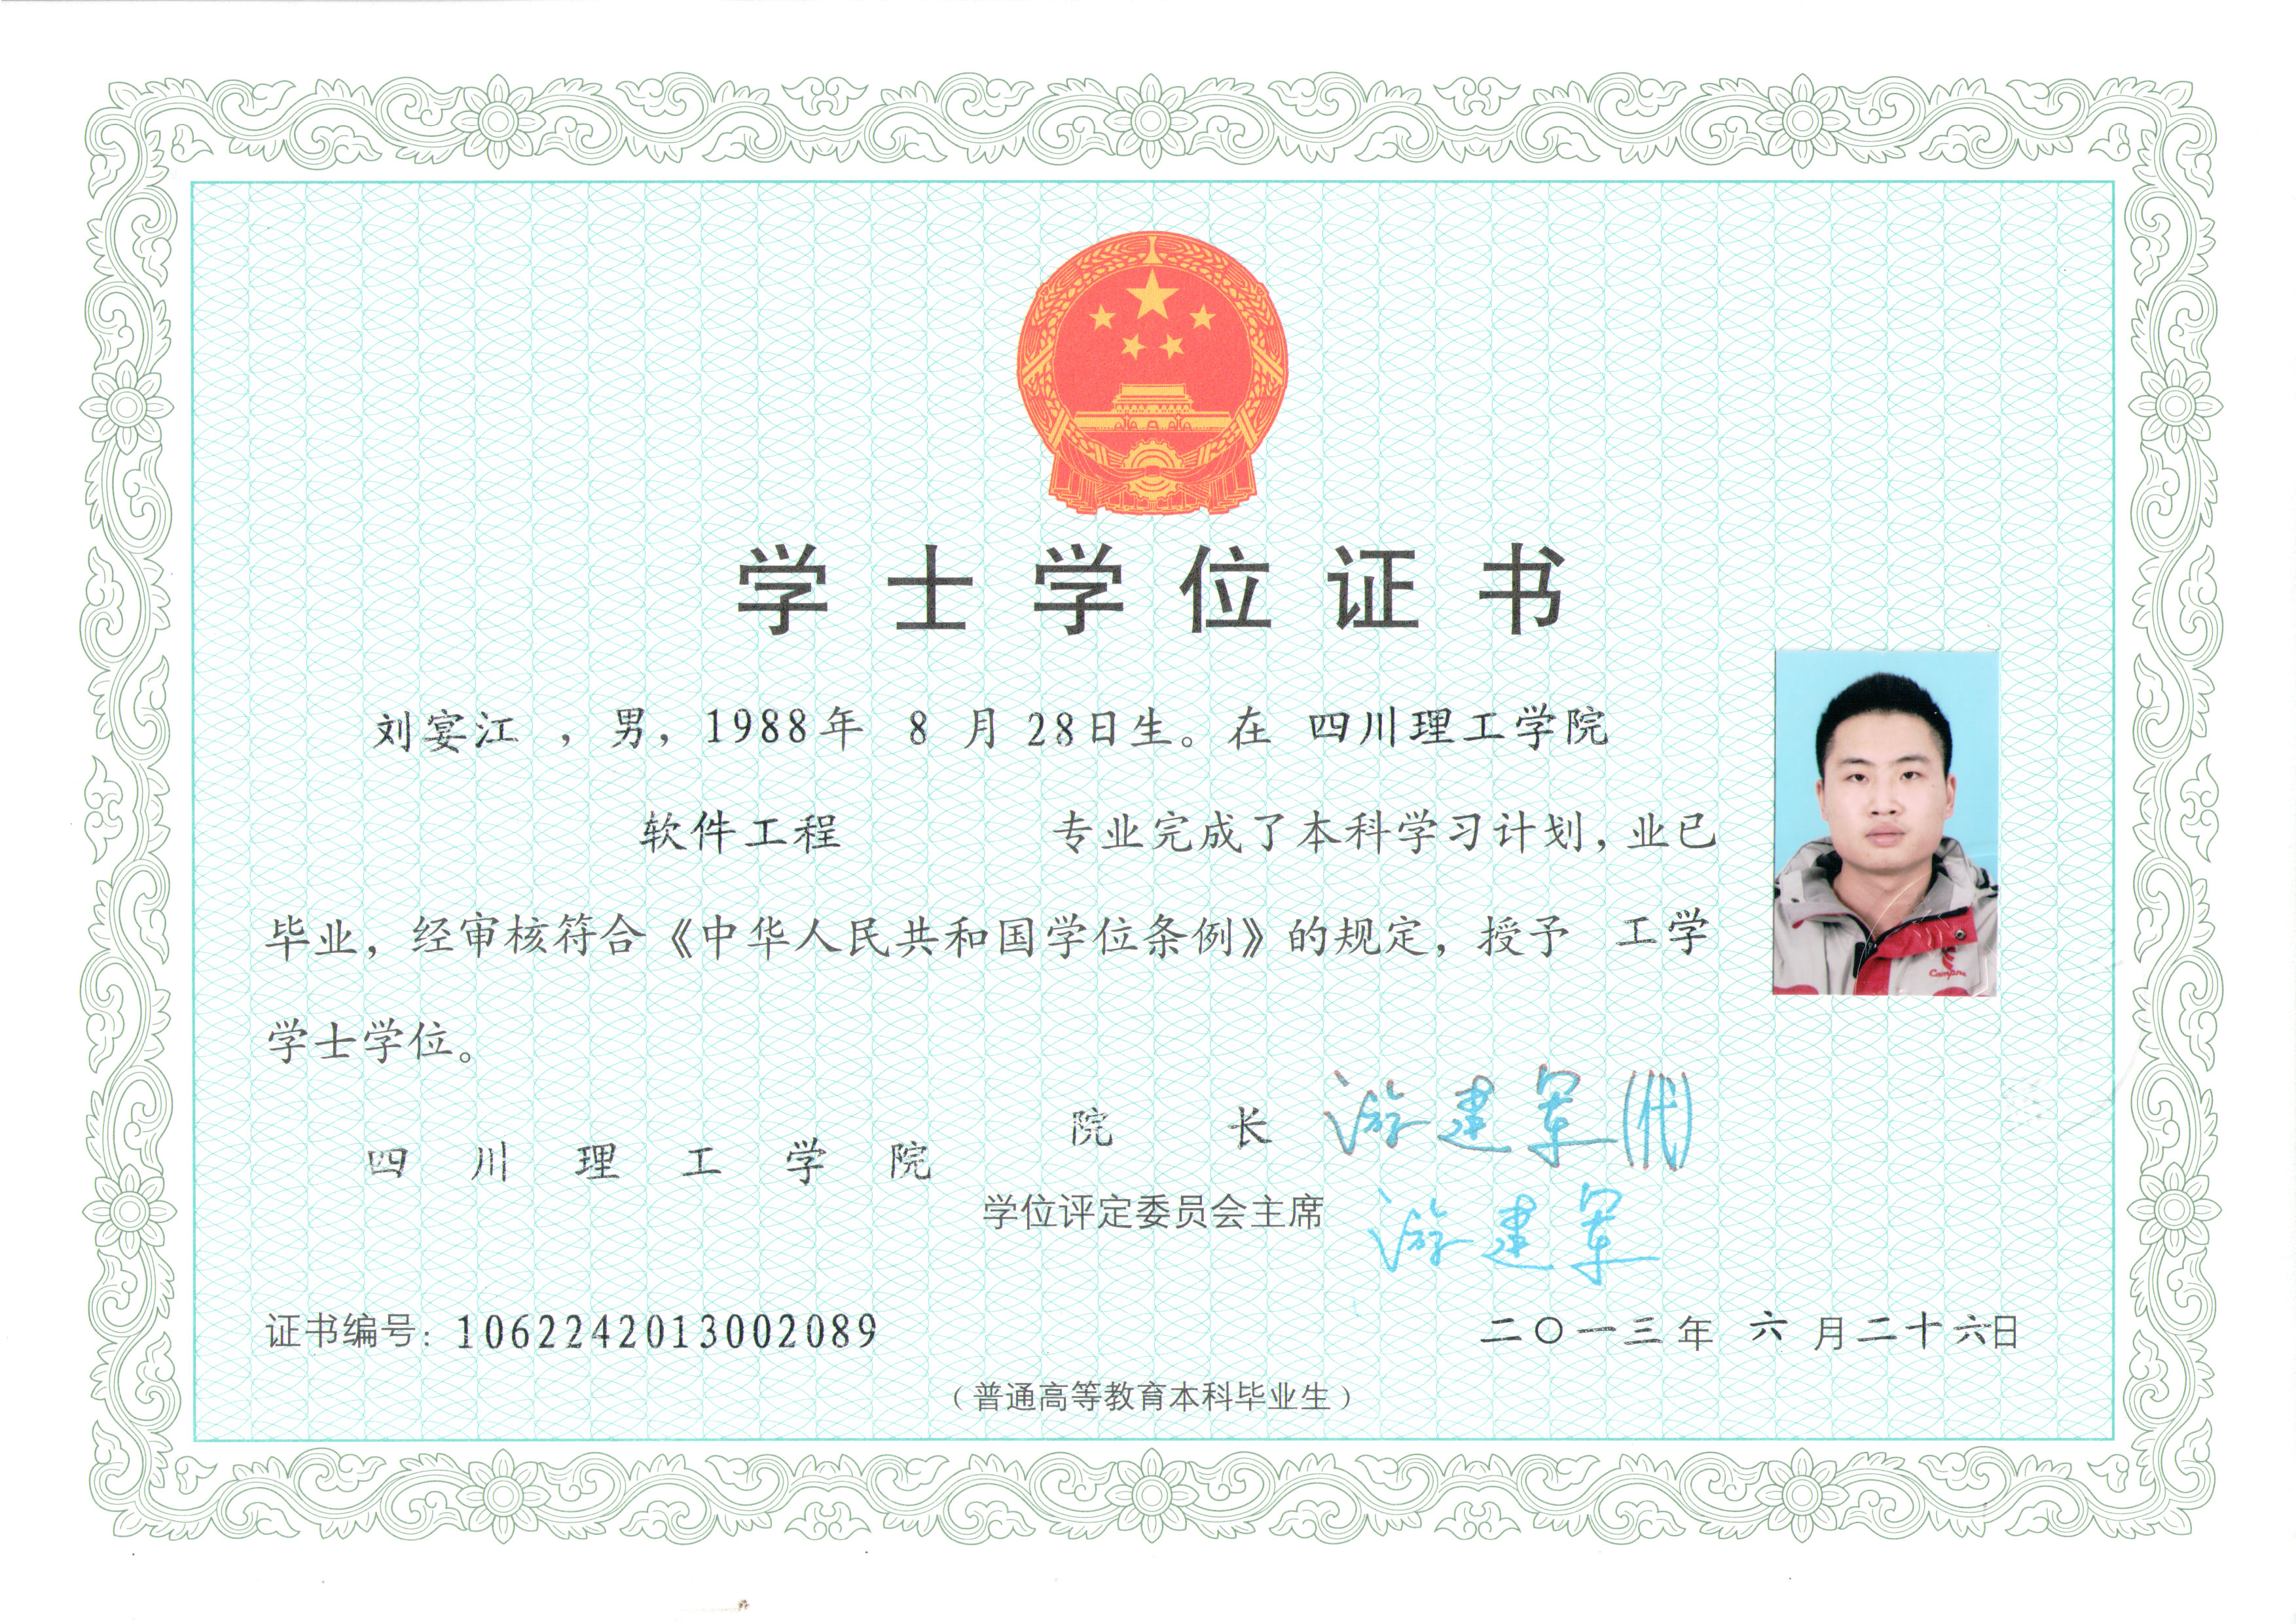 学士学位证书
刘宴江 ，男，1988年 8 月 28日生。在 四川理工学院
软件工程 专业完成了本科学习计划，业已
毕业，经审核符合《中华人民共和国学位条例》的规定，授予 工学
学士学位。
四川理工学院
院 长 游建军(代)
学位评定委员会主席 游建军
证书编号：1062242013002089
二〇一三年 六 月二十六日
（普通高等教育本科毕业生）